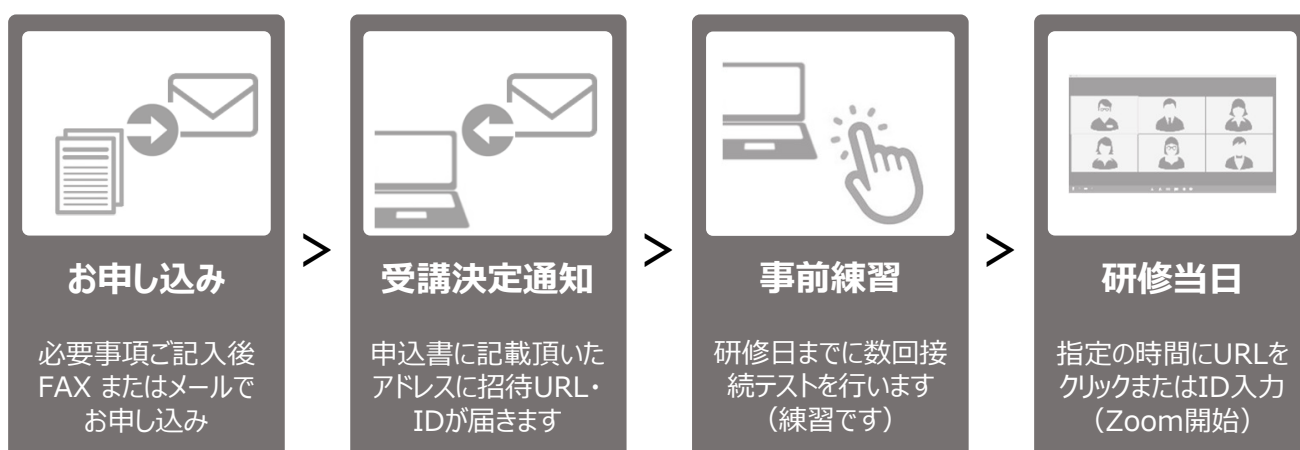 お申し込み
必要事項ご記入後
FAX またはメールで
お申し込み
>
受講決定通知
申込書に記載頂いた
アドレスに招待URL・
IDが届きます
>
事前練習
研修日までに数回接
続テストを行います
（練習です）
>
研修当日
指定の時間にURLを
クリックまたはID入力
（Zoom開始）